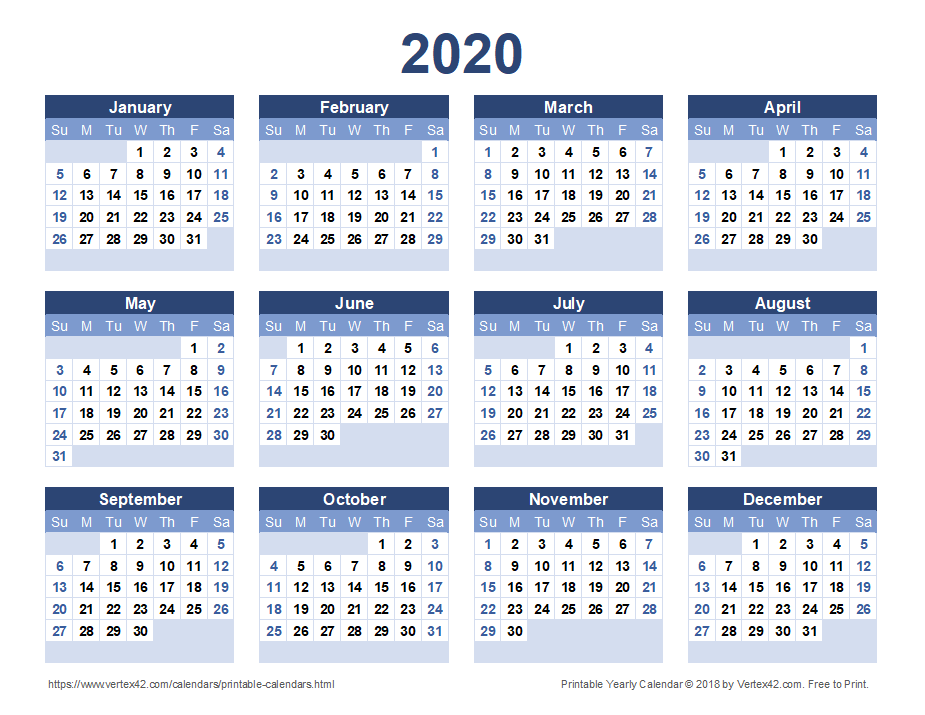 2020
January February March April
Su M Tu W Th F Sa Su M Tu W Th F Sa Su M Tu W Th F Sa Su M Tu W Th F Sa
1 2 3 4 1 1 2 3 4 5 6 7 1 2 3 4
5 6 7 8 9 10 11 2 3 4 5 6 7 8 8 9 10 11 12 13 14 5 6 7 8 9 10 11
12 13 14 15 16 17 18 9 10 11 12 13 14 15 15 16 17 18 19 20 21 12 13 14 15 16 17 18
19 20 21 22 23 24 25 16 17 18 19 20 21 22 22 23 24 25 26 27 28 19 20 21 22 23 24 25
26 27 28 29 30 31 23 24 25 26 27 28 29 29 30 31 26 27 28 29 30
May June July August
Su M Tu W Th F Sa Su M Tu W Th F Sa Su M Tu W Th F Sa Su M Tu W Th F Sa
1 2 1 2 3 4 5 6 1 2 3 4 1
3 4 5 6 7 8 9 7 8 9 10 11 12 13 5 6 7 8 9 10 11 2 3 4 5 6 7 8
10 11 12 13 14 15 16 14 15 16 17 18 19 20 12 13 14 15 16 17 18 9 10 11 12 13 14 15
17 18 19 20 21 22 23 21 22 23 24 25 26 27 19 20 21 22 23 24 25 16 17 18 19 20 21 22
24 25 26 27 28 29 30 28 29 30 26 27 28 29 30 31 23 24 25 26 27 28 29
31 30 31
September October November December
Su M Tu W Th F Sa Su M Tu W Th F Sa Su M Tu W Th F Sa Su M Tu W Th F Sa
1 2 3 4 5 1 2 3 1 2 3 4 5 6 7 1 2 3 4 5
6 7 8 9 10 11 12 4 5 6 7 8 9 10 8 9 10 11 12 13 14 6 7 8 9 10 11 12
13 14 15 16 17 18 19 11 12 13 14 15 16 17 15 16 17 18 19 20 21 13 14 15 16 17 18 19
20 21 22 23 24 25 26 18 19 20 21 22 23 24 22 23 24 25 26 27 28 20 21 22 23 24 25 26
27 28 29 30 25 26 27 28 29 30 31 29 30 27 28 29 30 31
https://www.vertex42.com/calendars/printable-calendars.html Printable Yearly Calendar © 2018 by Vertex42.com. Free to Print.